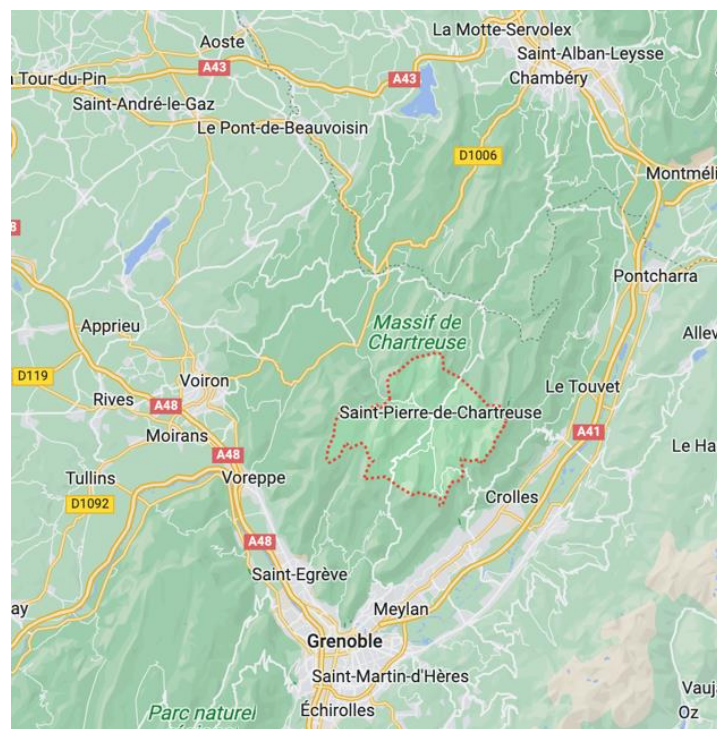 La Motte-Servolex
Aoste
Saint-Alban-Leysse
A43
A43
Tour-du-Pin
Chambéry
Saint-André-le-Gaz
Le Pont-de-Beauvoisin
D1006
Montméli
Pontcharra
Apprieu
Massif de
Chartreuse
Allev
D119
Voiron
Le Touvet
Rives
A48
Saint-Pierre-de-Chartreuse
Moirans
A41
Le Ha
A48
Tullins
Voreppe
Crolles
D1092
A48
Saint-Egrève
ay
Meylan
Grenoble
Saint-Martin-d'Hères
Vauja
Échirolles
Oz
Parc naturel